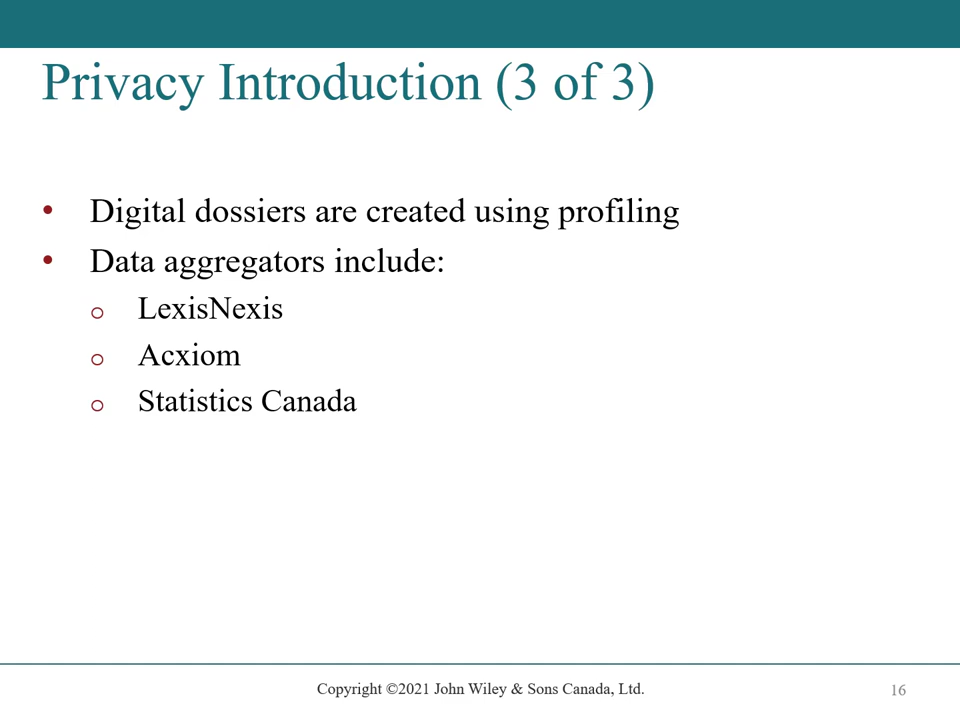 Privacy Introduction (3 of 3)
• Digital dossiers are created using profiling
• Data aggregators include:
o LexisNexis
o Acxiom
o Statistics Canada
Copyright ©2021 John Wiley & Sons Canada, Ltd.
16